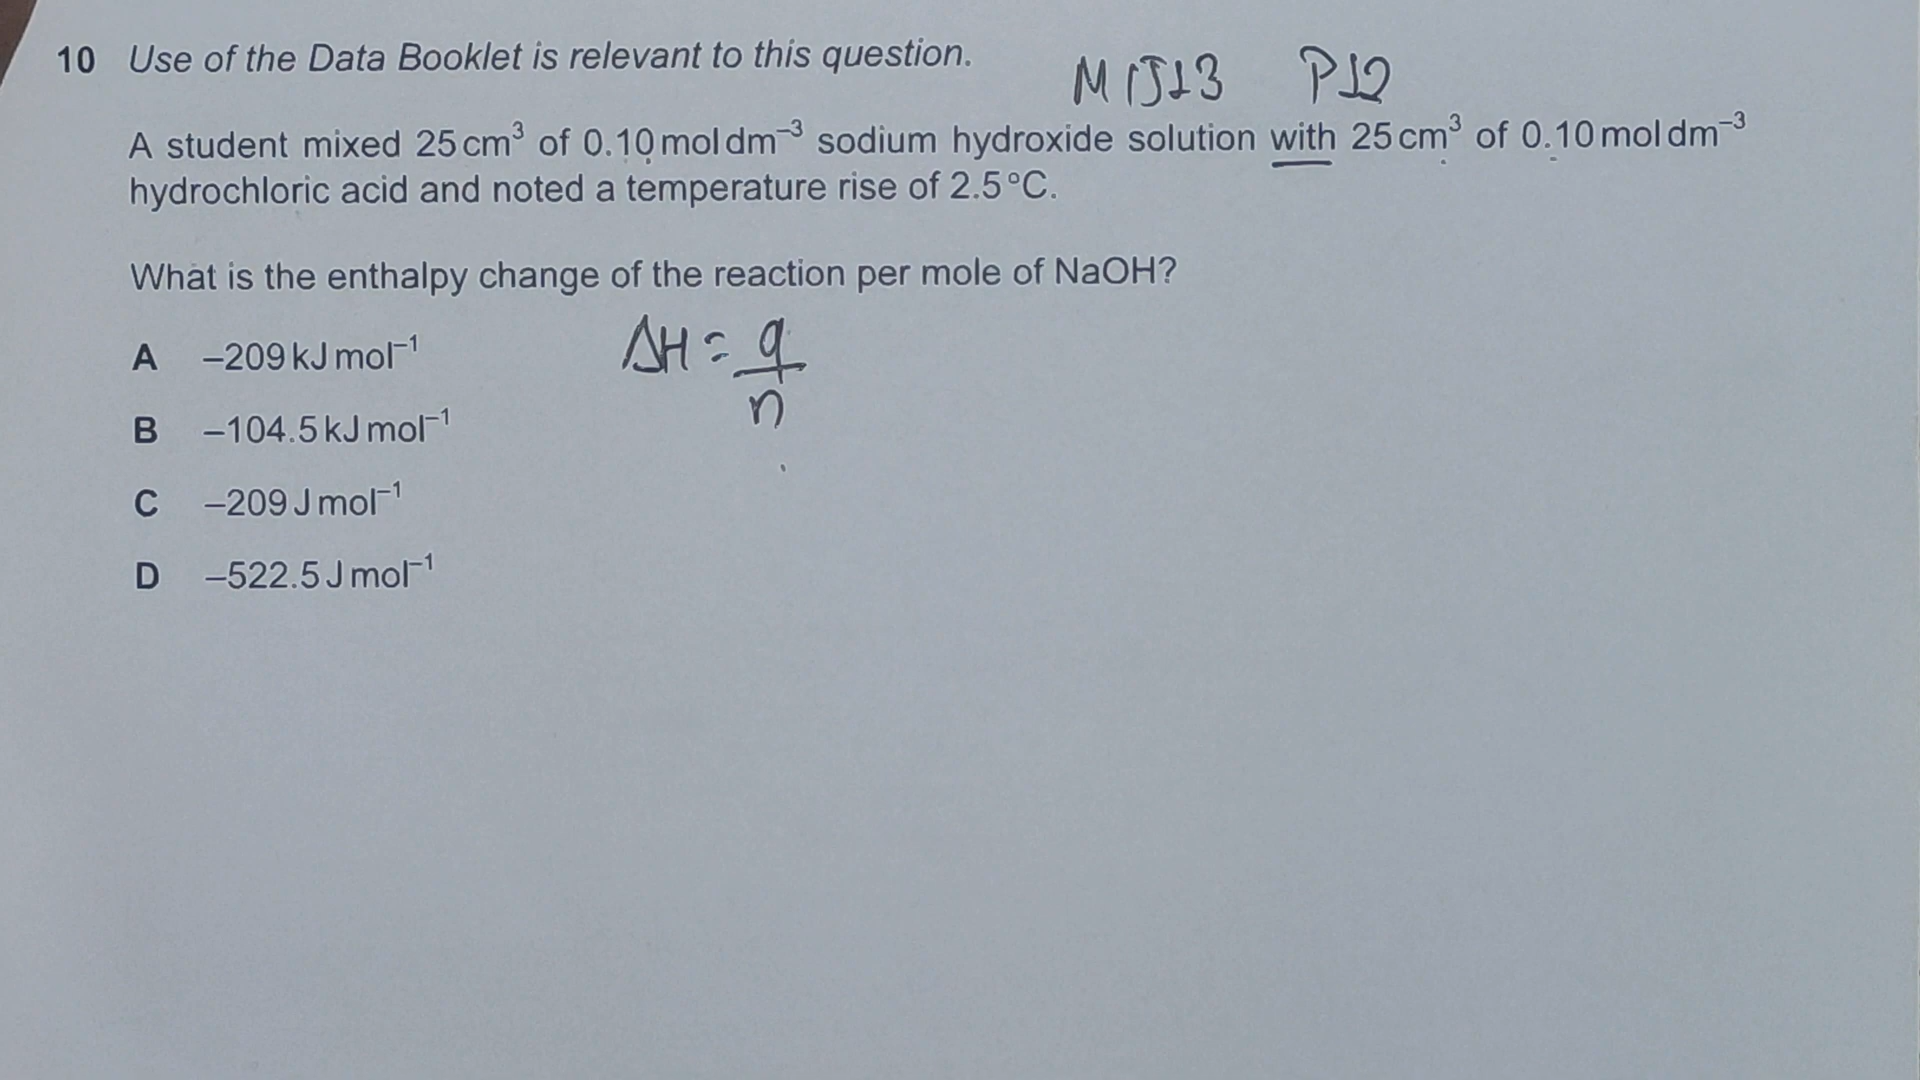 10 Use of the Data Booklet is relevant to this question.
M/J13 P12
A student mixed 25 cm³ of 0.10 mol dm⁻³ sodium hydroxide solution with 25 cm³ of 0.10 mol dm⁻³
hydrochloric acid and noted a temperature rise of 2.5 °C.
What is the enthalpy change of the reaction per mole of NaOH?
A –209 kJ mol⁻¹
B –104.5 kJ mol⁻¹
C –209 J mol⁻¹
D –522.5 J mol⁻¹
ΔH = q
n